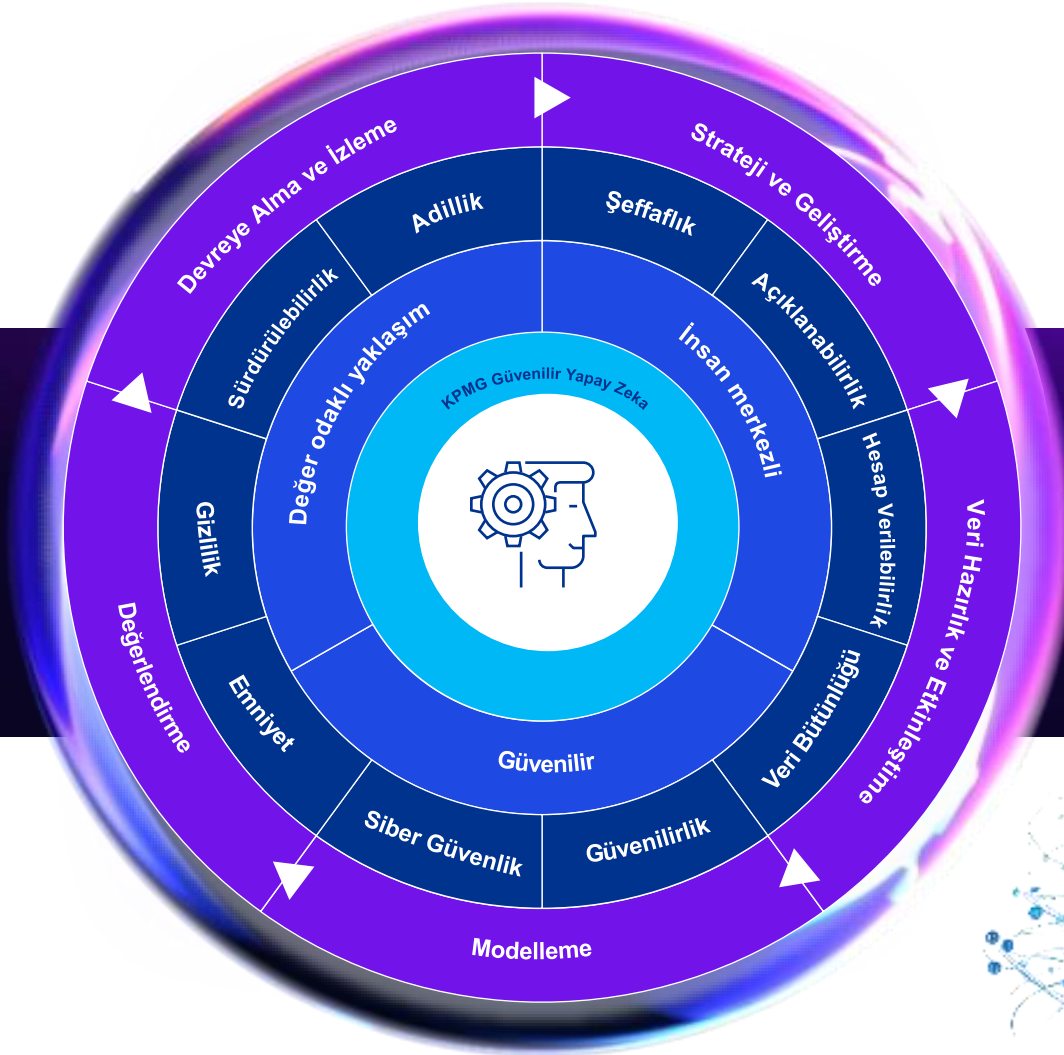 Strateji ve Geliştirme
Veri Hazırlık ve Etkinleştime
Modelleme
Değerlendirme
Devreye Alma ve İzleme
Şeffaflık
Açıklanabilirlik
Hesap Verilebilirlik
Veri Bütünlüğü
Güvenilirlik
Siber Güvenlik
Emniyet
Gizlilik
Sürdürülebilirlik
Adillik
İnsan merkezli
Güvenilir
Değer odaklı yaklaşım
KPMG Güvenilir Yapay Zeka